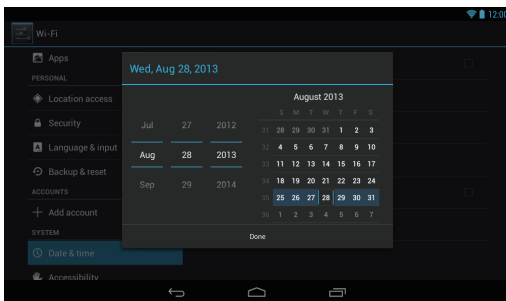 12:00
Wi-Fi
Apps
PERSONAL
Location access
Security
A Language & input
Backup & reset
ACCOUNTS
Add account
SYSTEM
Date & time
Accessibility
Wed, Aug 28, 2013
Jul 27 2012
Aug 28 2013
Sep 29 2014
August 2013
S M T W T F S
31 28 29 30 31 1 2 3
32 4 5 6 7 8 9 10
33 11 12 13 14 15 16 17
34 18 19 20 21 22 23 24
35 25 26 27 28 29 30 31
36 1 2 3 4 5 6 7
Done